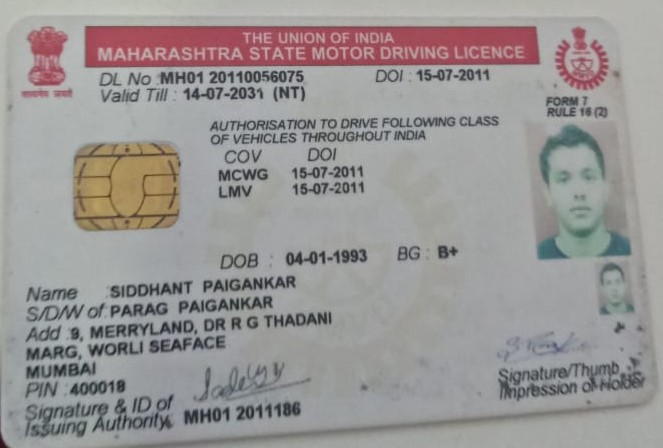 THE UNION OF INDIA
MAHARASHTRA STATE MOTOR DRIVING LICENCE
DL No : MH01 20110056075 DOI : 15-07-2011
Valid Till : 14-07-2031 (NT)
FORM 7
RULE 16 (2)
AUTHORISATION TO DRIVE FOLLOWING CLASS
OF VEHICLES THROUGHOUT INDIA
COV DOI
MCWG 15-07-2011
LMV 15-07-2011
DOB : 04-01-1993 BG : B+
Name : SIDDHANT PAIGANKAR
S/D/W of : PARAG PAIGANKAR
Add : 9, MERRYLAND, DR R G THADANI
MARG, WORLI SEAFACE
MUMBAI
PIN : 400018
Signature & ID of
Issuing Authority MH01 2011186
Signature/Thumb
Impression of Holder